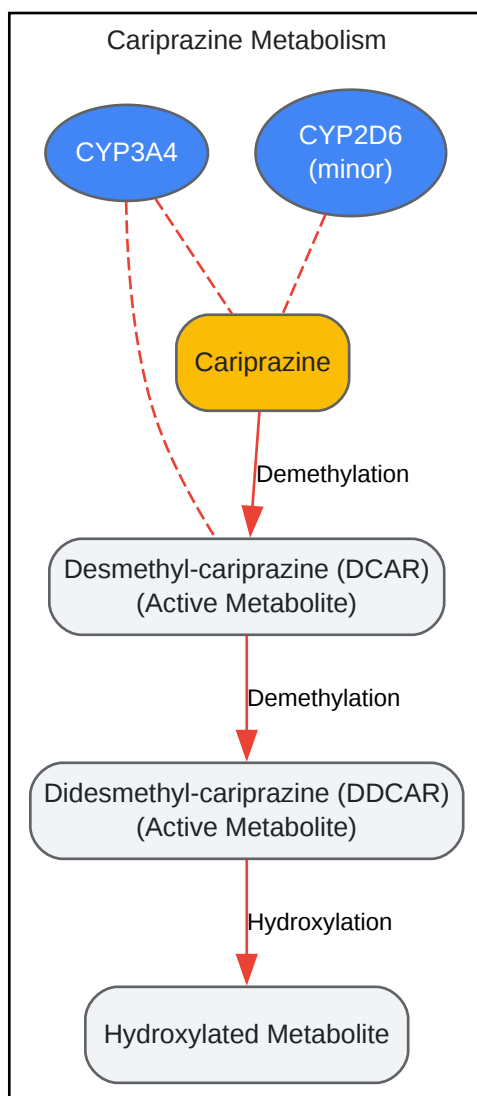 Cariprazine Metabolism
CYP3A4
CYP2D6
(minor)
Cariprazine
Demethylation
Desmethyl-cariprazine (DCAR)
(Active Metabolite)
Demethylation
Didesmethyl-cariprazine (DDCAR)
(Active Metabolite)
Hydroxylation
Hydroxylated Metabolite